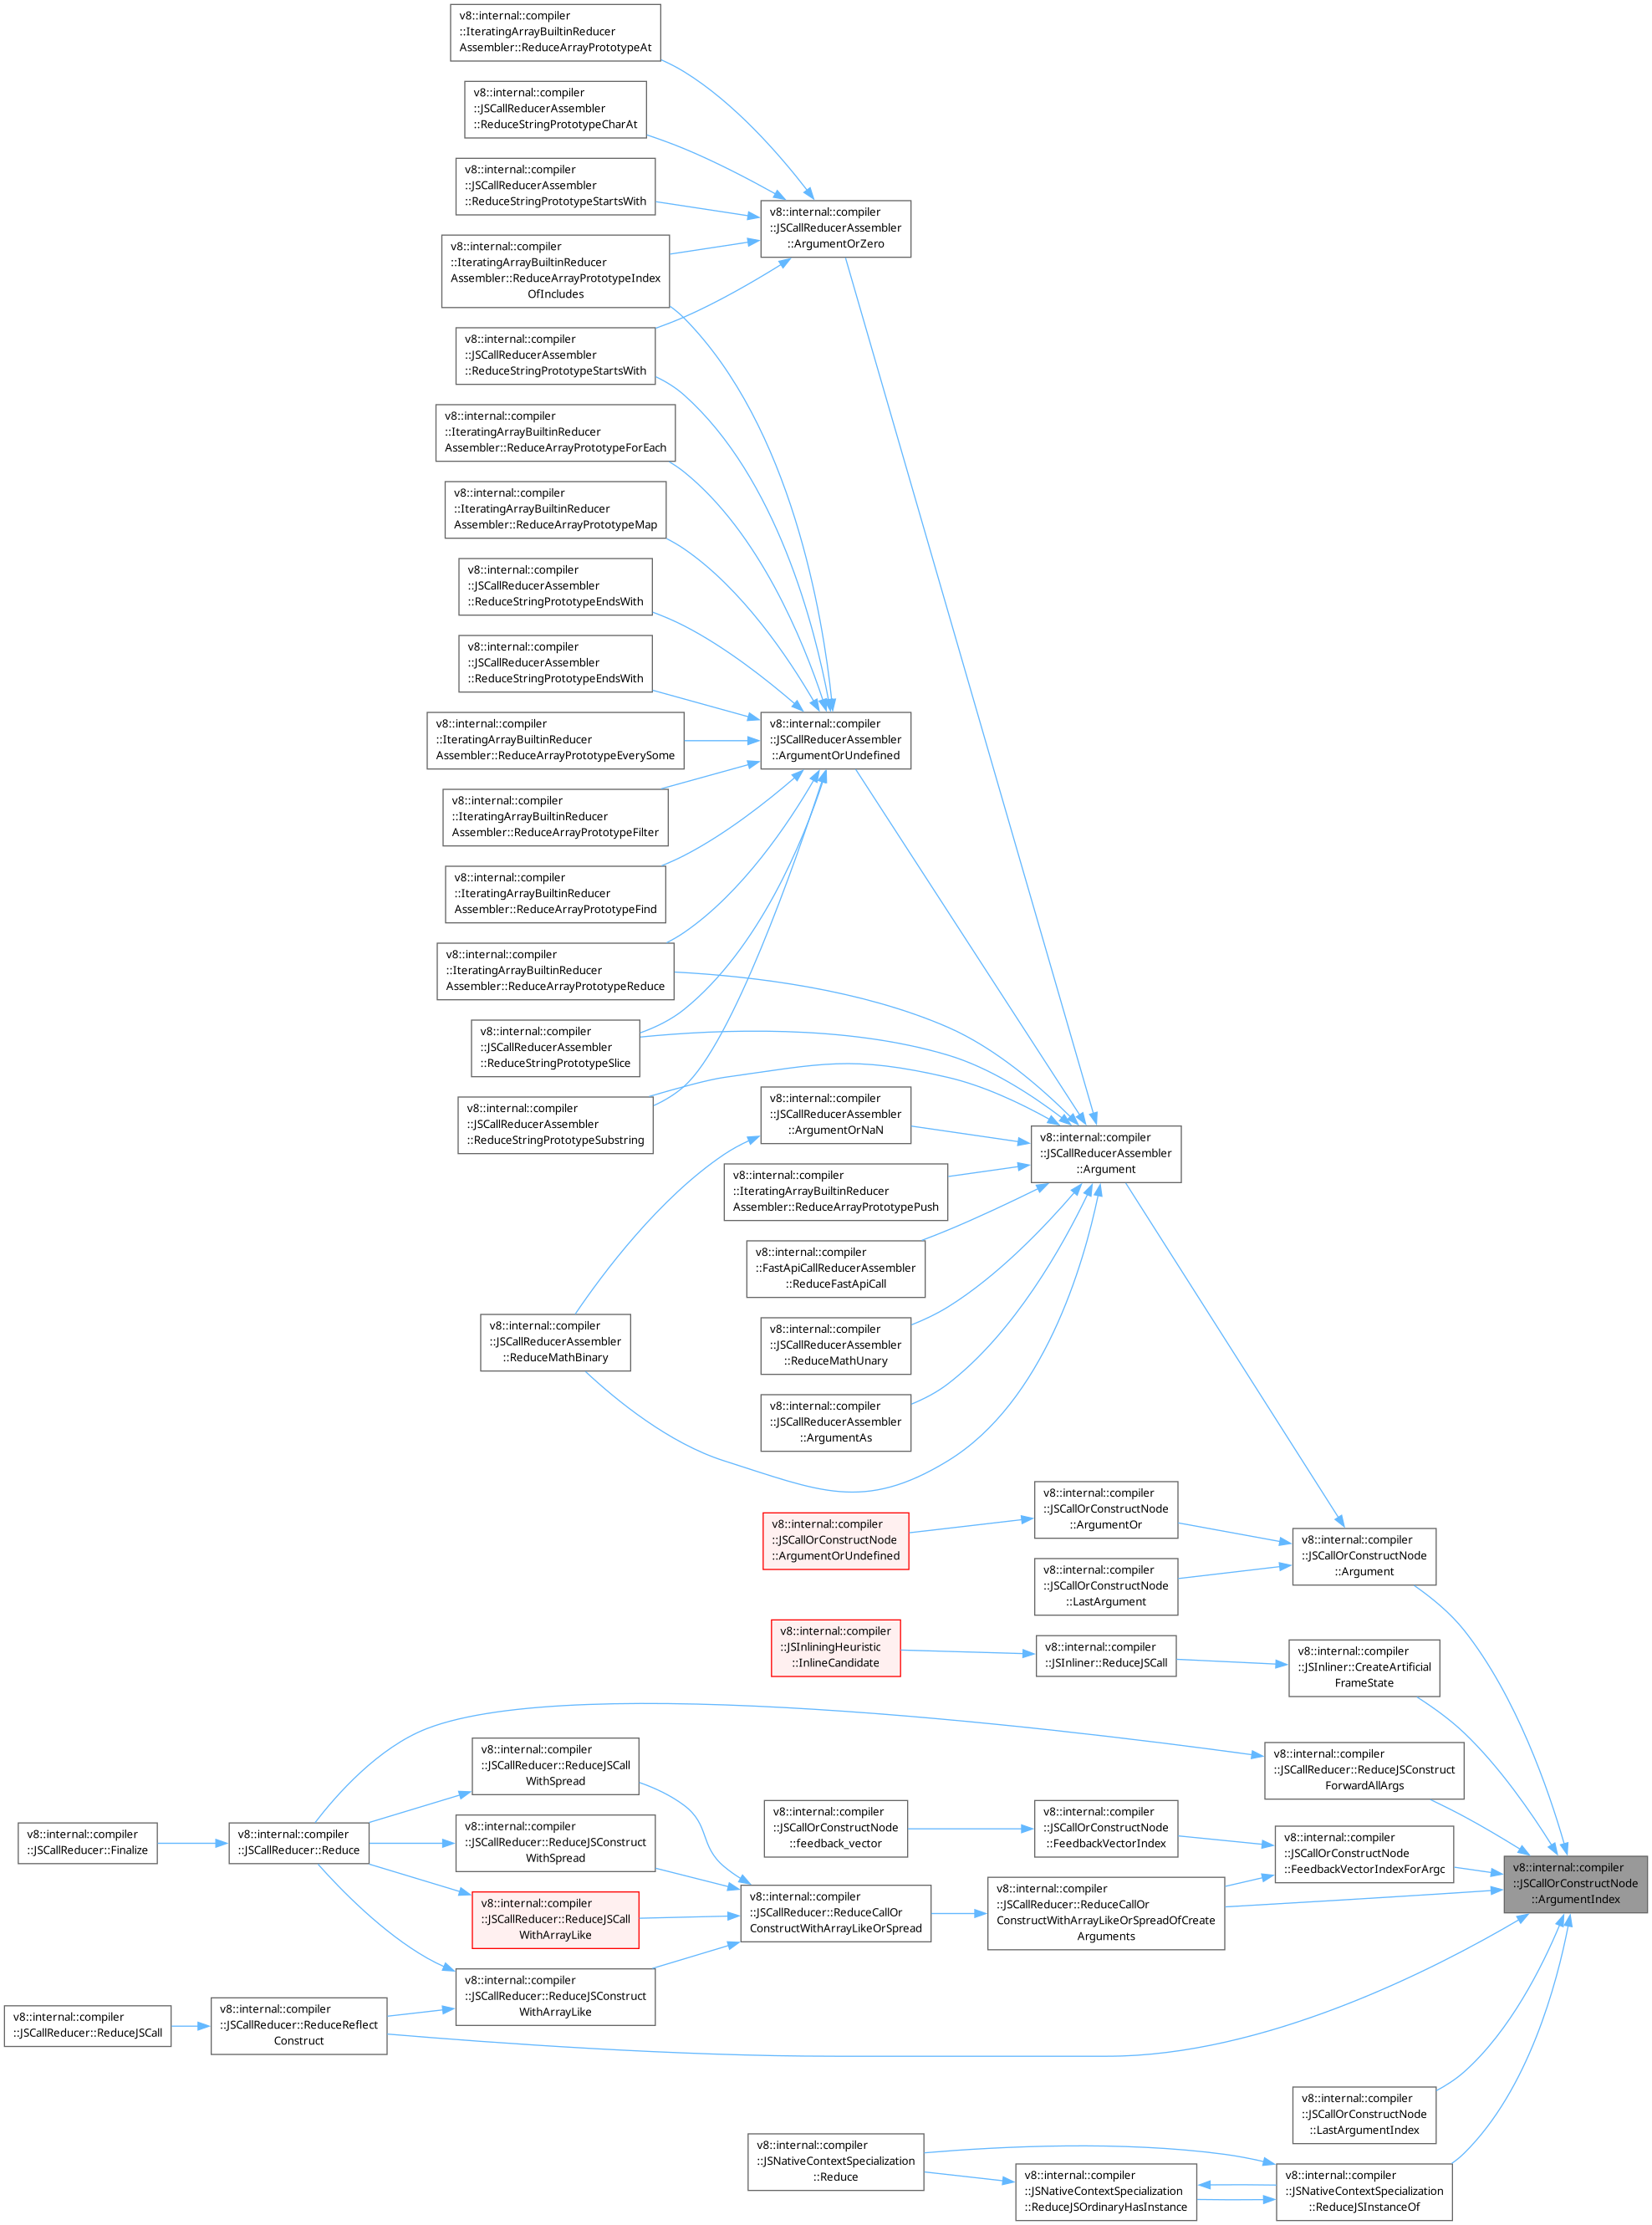 v8::internal::compiler
::IteratingArrayBuiltinReducer
Assembler::ReduceArrayPrototypeAt
v8::internal::compiler
::JSCallReducerAssembler
::ReduceStringPrototypeCharAt
v8::internal::compiler
::JSCallReducerAssembler
::ReduceStringPrototypeStartsWith
v8::internal::compiler
::JSCallReducerAssembler
::ArgumentOrZero
v8::internal::compiler
::IteratingArrayBuiltinReducer
Assembler::ReduceArrayPrototypeIndex
OfIncludes
v8::internal::compiler
::JSCallReducerAssembler
::ReduceStringPrototypeStartsWith
v8::internal::compiler
::IteratingArrayBuiltinReducer
Assembler::ReduceArrayPrototypeForEach
v8::internal::compiler
::IteratingArrayBuiltinReducer
Assembler::ReduceArrayPrototypeMap
v8::internal::compiler
::JSCallReducerAssembler
::ReduceStringPrototypeEndsWith
v8::internal::compiler
::JSCallReducerAssembler
::ReduceStringPrototypeEndsWith
v8::internal::compiler
::IteratingArrayBuiltinReducer
Assembler::ReduceArrayPrototypeEverySome
v8::internal::compiler
::JSCallReducerAssembler
::ArgumentOrUndefined
v8::internal::compiler
::IteratingArrayBuiltinReducer
Assembler::ReduceArrayPrototypeFilter
v8::internal::compiler
::IteratingArrayBuiltinReducer
Assembler::ReduceArrayPrototypeFind
v8::internal::compiler
::IteratingArrayBuiltinReducer
Assembler::ReduceArrayPrototypeReduce
v8::internal::compiler
::JSCallReducerAssembler
::ReduceStringPrototypeSlice
v8::internal::compiler
::JSCallReducerAssembler
::ReduceStringPrototypeSubstring
v8::internal::compiler
::JSCallReducerAssembler
::ArgumentOrNaN
v8::internal::compiler
::JSCallReducerAssembler
::Argument
v8::internal::compiler
::IteratingArrayBuiltinReducer
Assembler::ReduceArrayPrototypePush
v8::internal::compiler
::FastApiCallReducerAssembler
::ReduceFastApiCall
v8::internal::compiler
::JSCallReducerAssembler
::ReduceMathBinary
v8::internal::compiler
::JSCallReducerAssembler
::ReduceMathUnary
v8::internal::compiler
::JSCallReducerAssembler
::ArgumentAs
v8::internal::compiler
::JSCallOrConstructNode
::ArgumentOr
v8::internal::compiler
::JSCallOrConstructNode
::ArgumentOrUndefined
v8::internal::compiler
::JSCallOrConstructNode
::Argument
v8::internal::compiler
::JSCallOrConstructNode
::LastArgument
v8::internal::compiler
::JSInliningHeuristic
::InlineCandidate
v8::internal::compiler
::JSInliner::ReduceJSCall
v8::internal::compiler
::JSInliner::CreateArtificial
FrameState
v8::internal::compiler
::JSCallReducer::ReduceJSCall
WithSpread
v8::internal::compiler
::JSCallReducer::ReduceJSConstruct
ForwardAllArgs
v8::internal::compiler
::JSCallReducer::Finalize
v8::internal::compiler
::JSCallReducer::Reduce
v8::internal::compiler
::JSCallReducer::ReduceJSConstruct
WithSpread
v8::internal::compiler
::JSCallOrConstructNode
::feedback_vector
v8::internal::compiler
::JSCallOrConstructNode
::FeedbackVectorIndex
v8::internal::compiler
::JSCallOrConstructNode
::FeedbackVectorIndexForArgc
v8::internal::compiler
::JSCallOrConstructNode
::ArgumentIndex
v8::internal::compiler
::JSCallReducer::ReduceJSCall
WithArrayLike
v8::internal::compiler
::JSCallReducer::ReduceCallOr
ConstructWithArrayLikeOrSpread
v8::internal::compiler
::JSCallReducer::ReduceCallOr
ConstructWithArrayLikeOrSpreadOfCreate
Arguments
v8::internal::compiler
::JSCallReducer::ReduceJSConstruct
WithArrayLike
v8::internal::compiler
::JSCallReducer::ReduceJSCall
v8::internal::compiler
::JSCallReducer::ReduceReflect
Construct
v8::internal::compiler
::JSCallOrConstructNode
::LastArgumentIndex
v8::internal::compiler
::JSNativeContextSpecialization
::Reduce
v8::internal::compiler
::JSNativeContextSpecialization
::ReduceJSOrdinaryHasInstance
v8::internal::compiler
::JSNativeContextSpecialization
::ReduceJSInstanceOf